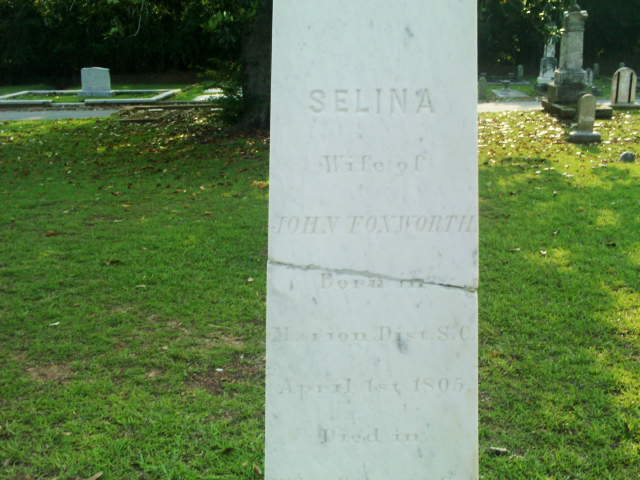 SELINA
Wife of
JOHN FOXWORTH.
Born in
Marion Dist. S.C.
April 1st 1805.
Died in